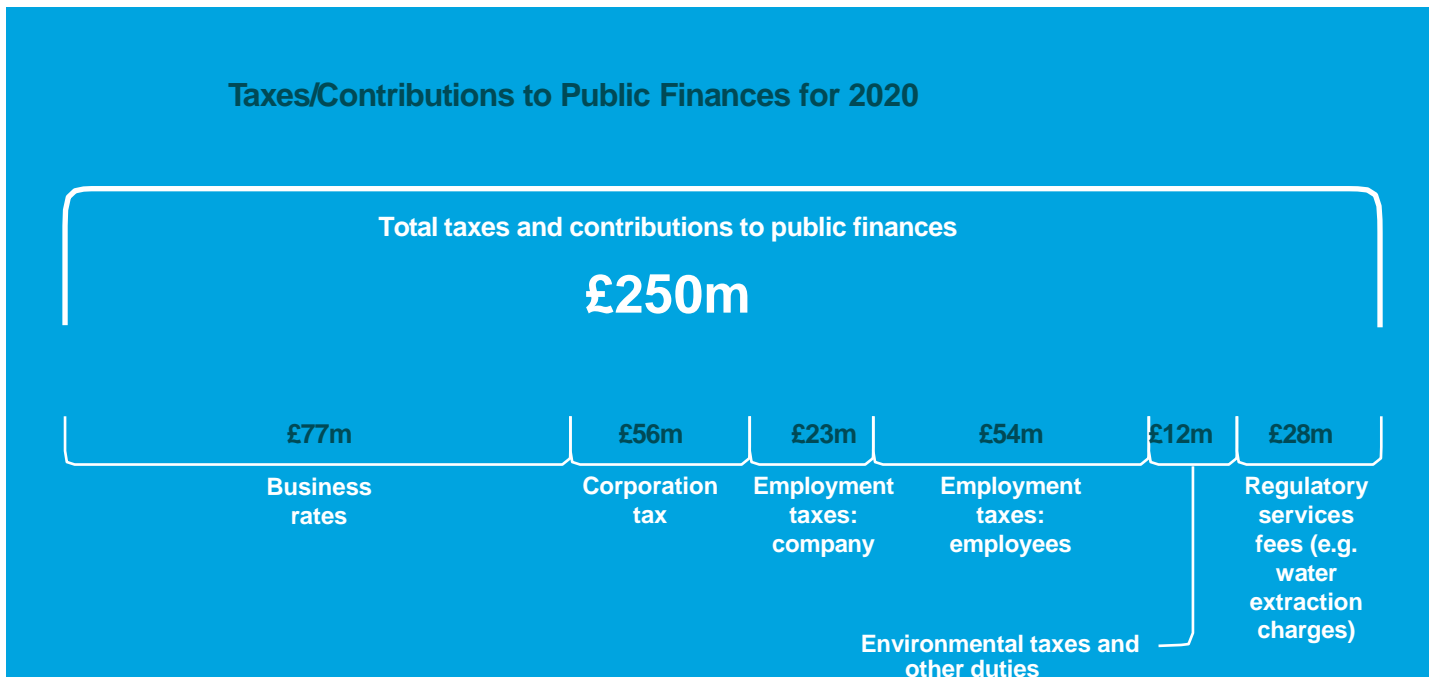 Taxes/Contributions to Public Finances for 2020
Total taxes and contributions to public finances
£250m
£77m
£56m
£23m
£54m
£12m
£28m
Business
rates
Corporation
tax
Employment
taxes:
company
Employment
taxes:
employees
Regulatory
services
fees (e.g.
water
extraction
charges)
Environmental taxes and
other duties